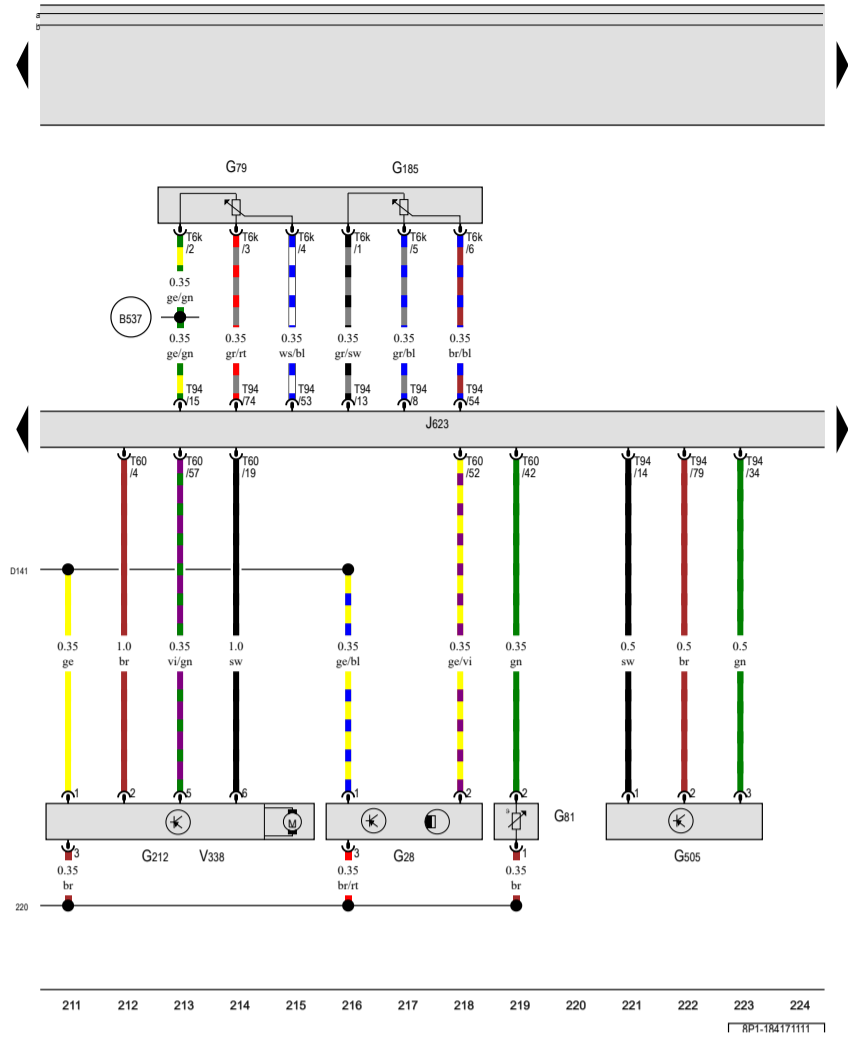 a
b
G79 G185
T6k T6k T6k T6k T6k T6k
/2 /3 /4 /1 /5 /6
0.35
ge/gn
B537
0.35 0.35 0.35 0.35 0.35 0.35
ge/gn gr/rt ws/bl gr/sw gr/bl br/bl
T94 T94 T94 T94 T94 T94
/15 /74 /53 /13 /8 /54
J623
T60 T60 T60 T60 T60 T94 T94 T94
/4 /57 /19 /52 /42 /14 /79 /34
D141
0.35 1.0 0.35 1.0 0.35 0.35 0.35 0.5 0.5 0.5
ge br vi/gn sw ge/bl ge/vi gn sw br gn
1 2 5 6 1 2 2 1 2 3
M
G81
3 3 1
G212 V338 G28 G505
0.35 0.35 0.35
br br/rt br
220
211 212 213 214 215 216 217 218 219 220 221 222 223 224
8P1-184171111